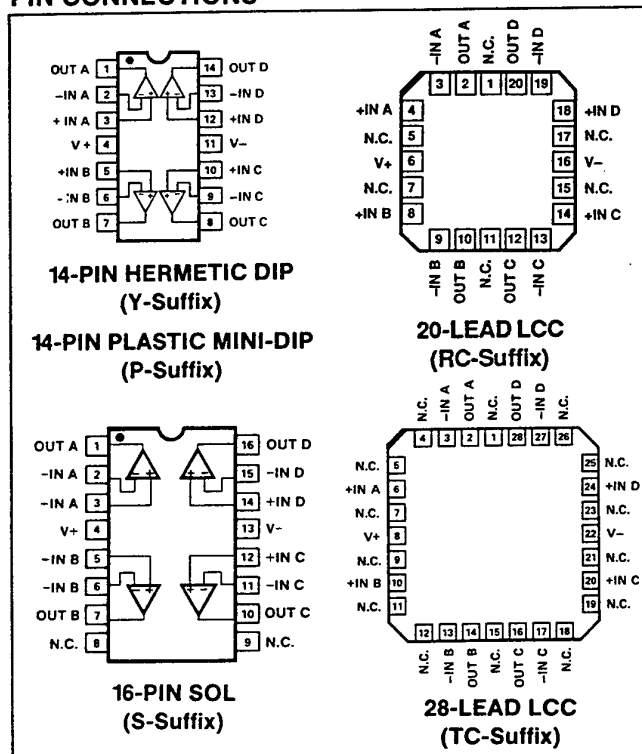 PIN CONNECTIONS
OUT A 1
14 OUT D
-IN A 2
13 -IN D
+IN A 3
12 +IN D
V+ 4
11 V-
+IN B 5
10 +IN C
-IN B 6
9 -IN C
OUT B 7
8 OUT C
14-PIN HERMETIC DIP
(Y-Suffix)
14-PIN PLASTIC MINI-DIP
(P-Suffix)
-IN A OUT A N.C. OUT D -IN D
3 2 1 20 19
+IN A 4
18 +IN D
N.C. 5
17 N.C.
V+ 6
16 V-
N.C. 7
15 N.C.
+IN B 8
14 +IN C
9 10 11 12 13
-IN B OUT B N.C. OUT C -IN C
20-LEAD LCC
(RC-Suffix)
OUT A 1
16 OUT D
-IN A 2
15 -IN D
-IN A 3
14 +IN D
V+ 4
13 V-
-IN B 5
12 +IN C
-IN B 6
11 -IN C
OUT B 7
10 OUT C
N.C. 8
9 N.C.
16-PIN SOL
(S-Suffix)
N.C. -IN A OUT A N.C. OUT D -IN D N.C.
4 3 2 1 28 27 26
N.C. 5
25 N.C.
+IN A 6
24 +IN D
N.C. 7
23 N.C.
V+ 8
22 V-
N.C. 9
21 N.C.
+IN B 10
20 +IN C
N.C. 11
19 N.C.
12 13 14 15 16 17 18
N.C. -IN B OUT B N.C. OUT C -IN C N.C.
28-LEAD LCC
(TC-Suffix)